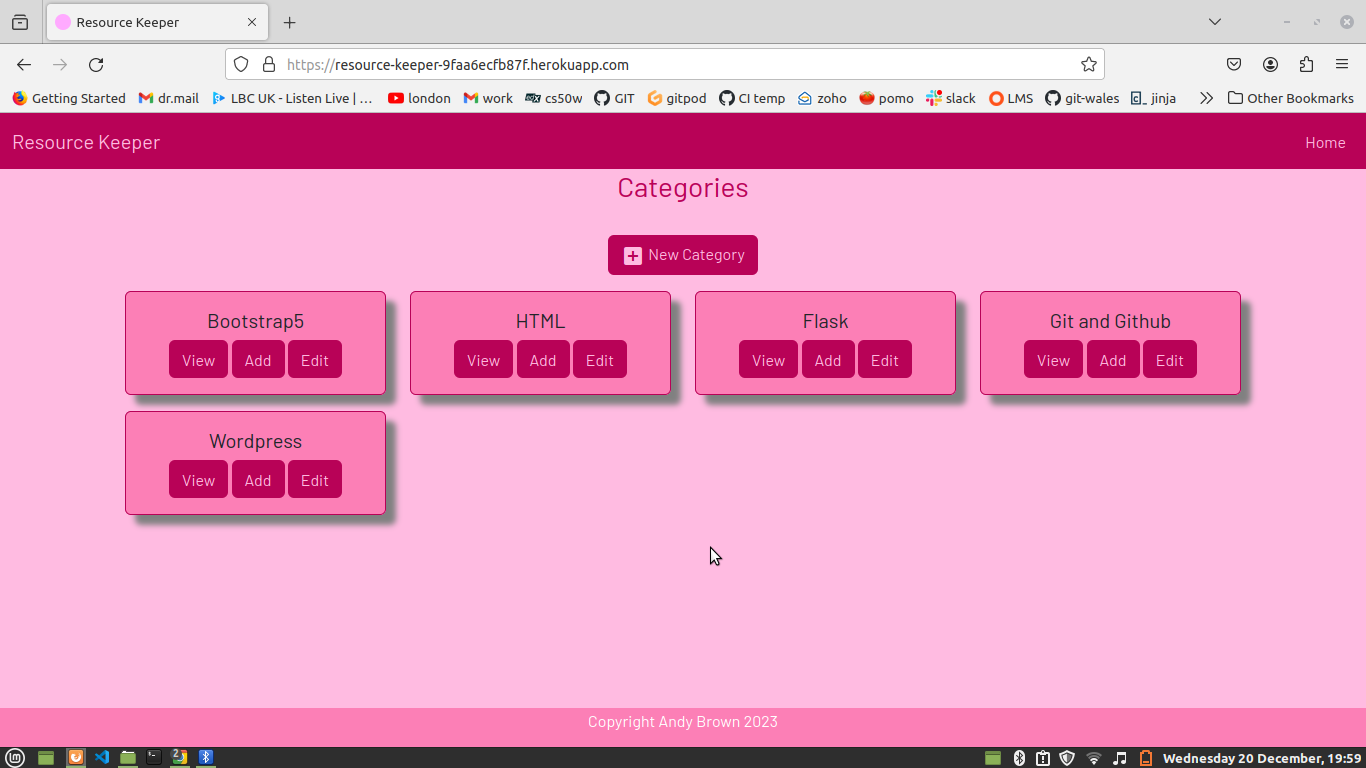 Resource Keeper
https://resource-keeper-9faa6ecfb87f.herokuapp.com
Getting Started dr.mail LBC UK - Listen Live | ... london work cs50w GIT gitpod CI temp zoho pomo slack LMS git-wales jinja Other Bookmarks
Resource Keeper Home
Categories
New Category
Bootstrap5 HTML Flask Git and Github
View Add Edit View Add Edit View Add Edit View Add Edit
Wordpress
View Add Edit
Copyright Andy Brown 2023
2 Wednesday 20 December, 19:59